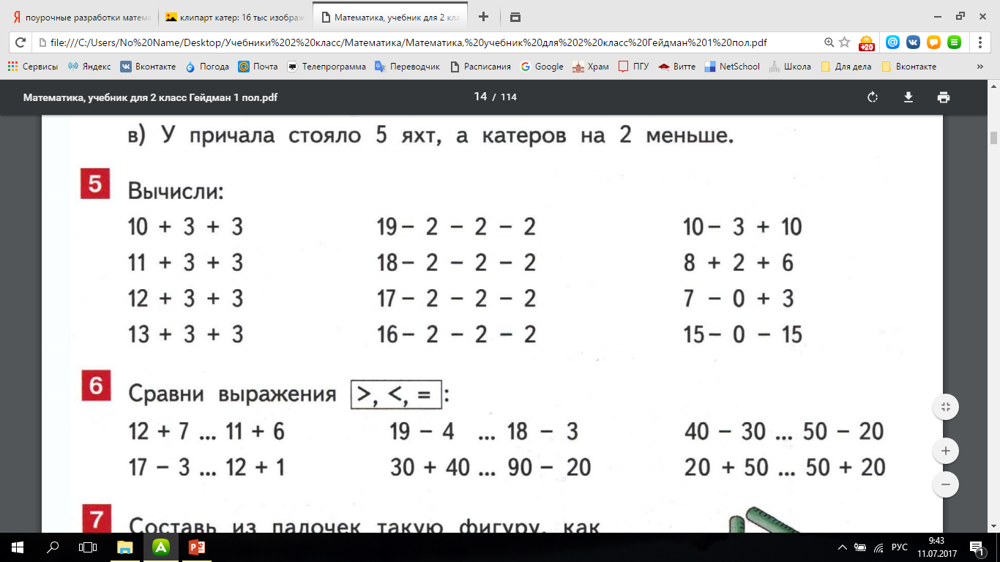 поурочные разработки матема
клипарт катер: 16 тыс изображ
Математика, учебник для 2 кла
file:///C:/Users/No%20Name/Desktop/Учебники%202%20класс/Математика/Математика,%20учебник%20для%202%20класс%20Гейдман%201%20пол.pdf
+20
Сервисы Яндекс Вконтакте Погода Почта Телепрограмма Переводчик Расписания Google Храм ПГУ Витте NetSchool Школа Для дела Вконтакте »
Математика, учебник для 2 класс Гейдман 1 пол.pdf 14 / 114
в) У причала стояло 5 яхт, а катеров на 2 меньше.
5 Вычисли:
10 + 3 + 3 19 – 2 – 2 – 2 10 – 3 + 10
11 + 3 + 3 18 – 2 – 2 – 2 8 + 2 + 6
12 + 3 + 3 17 – 2 – 2 – 2 7 – 0 + 3
13 + 3 + 3 16 – 2 – 2 – 2 15 – 0 – 15
6 Сравни выражения >, <, = :
12 + 7 ... 11 + 6 19 – 4 ... 18 – 3 40 – 30 ... 50 – 20
17 – 3 ... 12 + 1 30 + 40 ... 90 – 20 20 + 50 ... 50 + 20
7 Составь из палочек такую фигуру, как
РУС
9:43
11.07.2017
1